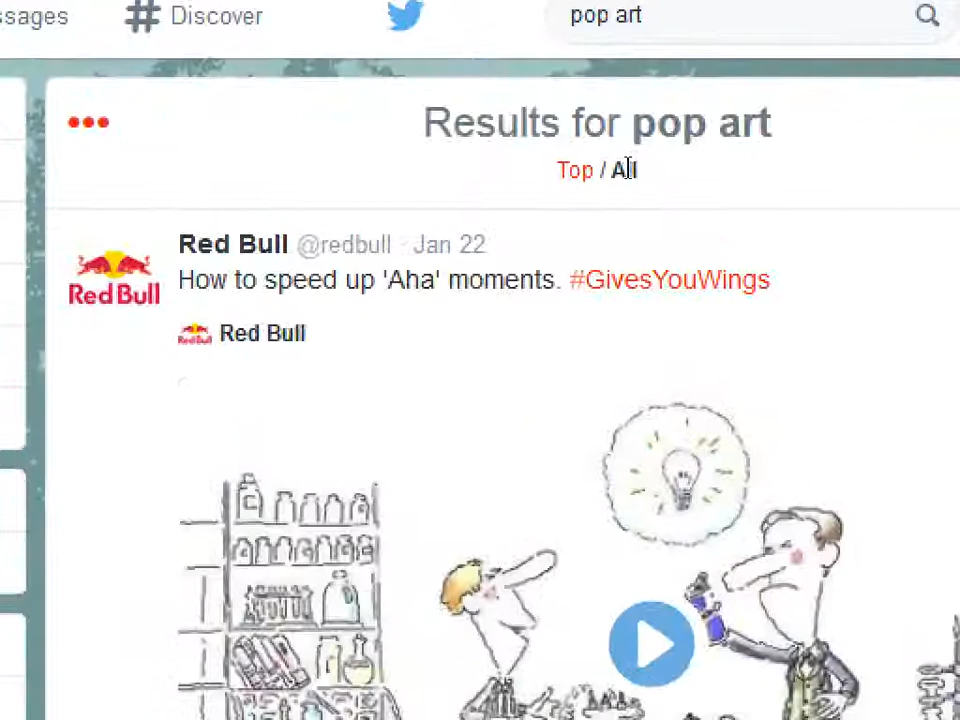 ssages # Discover pop art
Results for pop art
Top / All
Red Bull @redbull · Jan 22
How to speed up 'Aha' moments. #GivesYouWings
Red Bull
Red Bull